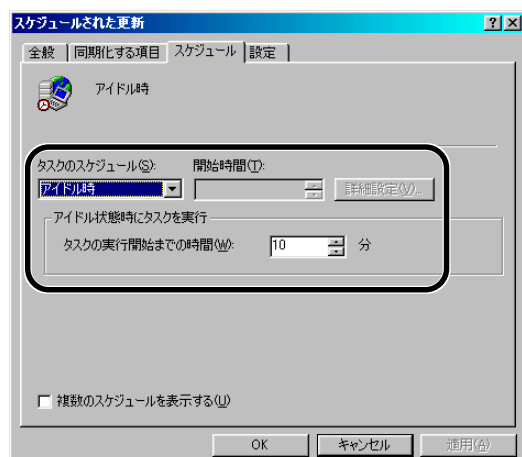 スケジュールされた更新
全般 同期化する項目 スケジュール 設定
アイドル時
タスクのスケジュール(S): 開始時間(T):
アイドル時 詳細設定(V)...
アイドル状態時にタスクを実行
タスクの実行開始までの時間(W): 10 分
複数のスケジュールを表示する(U)
OK キャンセル 適用(A)